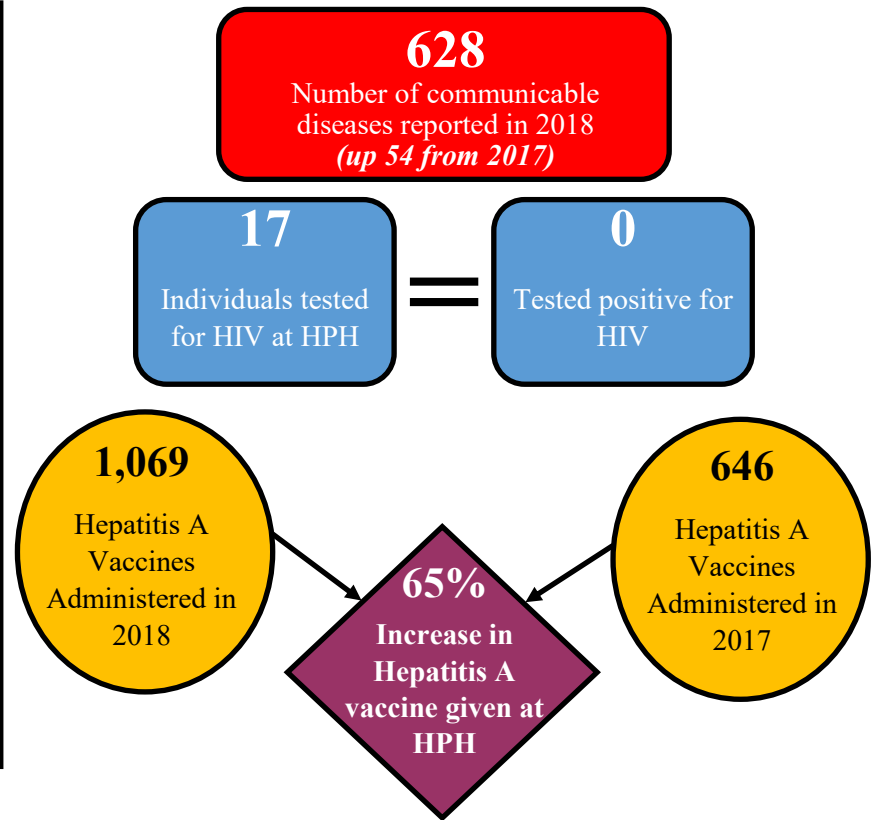 628
Number of communicable
diseases reported in 2018
(up 54 from 2017)
17
Individuals tested
for HIV at HPH
=
0
Tested positive for
HIV
1,069
Hepatitis A
Vaccines
Administered in
2018
646
Hepatitis A
Vaccines
Administered in
2017
65%
Increase in
Hepatitis A
vaccine given at
HPH